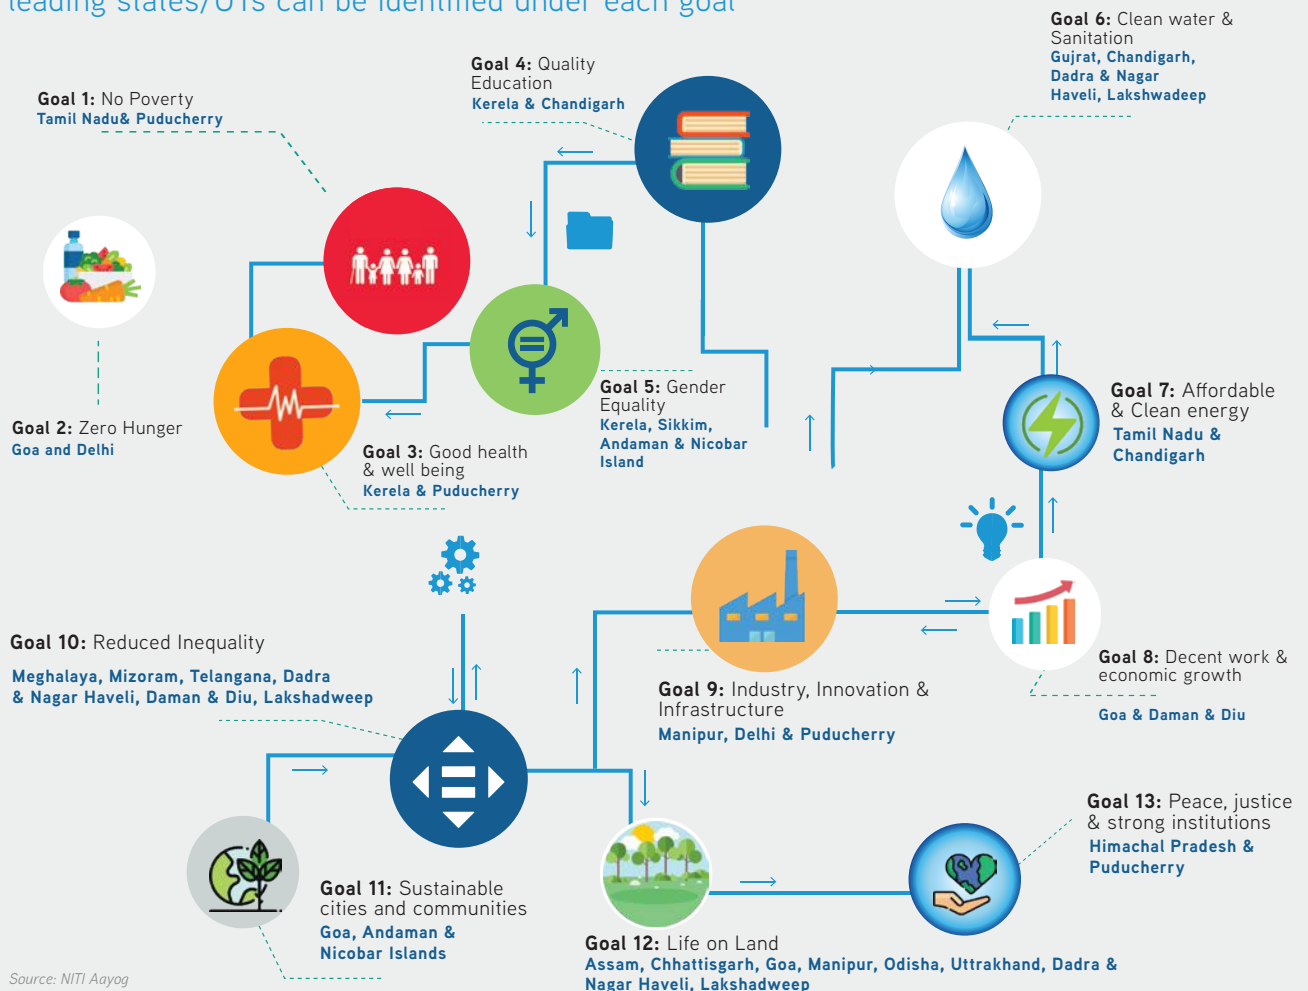 leading states/UTs can be identified under each goal
Goal 6: Clean water &
Sanitation
Gujrat, Chandigarh,
Dadra & Nagar
Haveli, Lakshwadeep
Goal 4: Quality
Education
Kerela & Chandigarh
Goal 1: No Poverty
Tamil Nadu& Puducherry
Goal 5: Gender
Equality
Kerela, Sikkim,
Andaman & Nicobar
Island
Goal 7: Affordable
& Clean energy
Tamil Nadu &
Chandigarh
Goal 2: Zero Hunger
Goa and Delhi
Goal 3: Good health
& well being
Kerela & Puducherry
Goal 10: Reduced Inequality
Meghalaya, Mizoram, Telangana, Dadra
& Nagar Haveli, Daman & Diu, Lakshadweep
Goal 9: Industry, Innovation &
Infrastructure
Manipur, Delhi & Puducherry
Goal 8: Decent work &
economic growth
Goa & Daman & Diu
Goal 13: Peace, justice
& strong institutions
Himachal Pradesh &
Puducherry
Goal 11: Sustainable
cities and communities
Goa, Andaman &
Nicobar Islands
Goal 12: Life on Land
Assam, Chhattisgarh, Goa, Manipur, Odisha, Uttrakhand, Dadra &
Nagar Haveli, Lakshadweep
Source: NITI Aayog